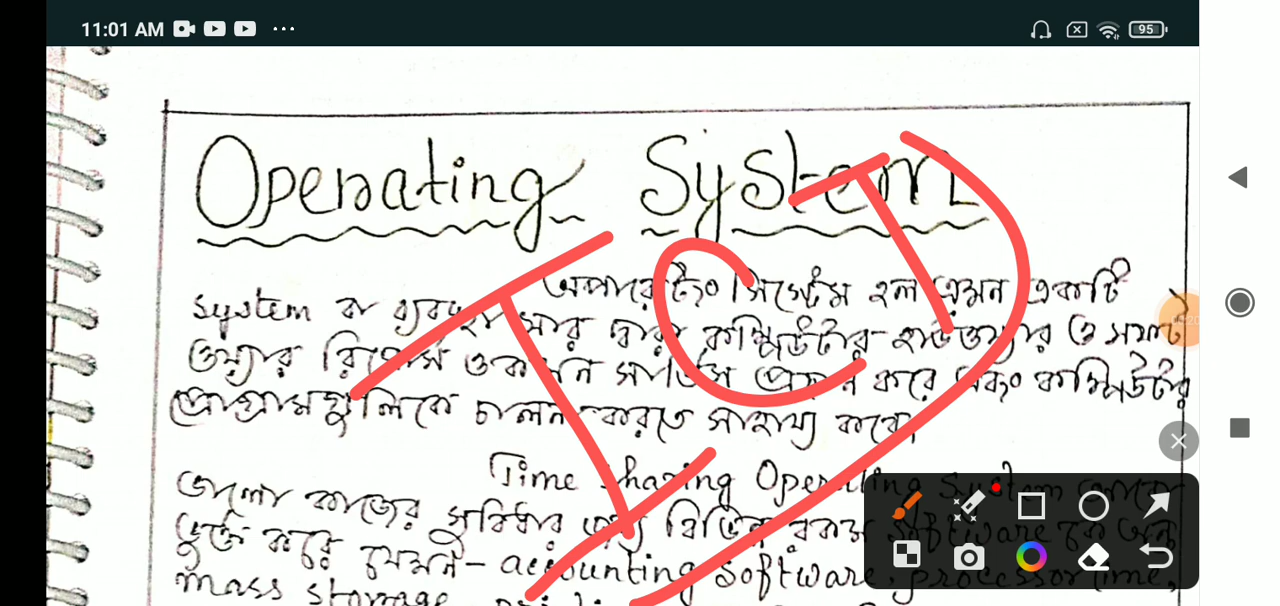 11:01 AM
95
Operating System
অপারেটিং সিস্টেম হল এমন একটি
system বা ব্যবস্থা যার দ্বারা কম্পিউটার হার্ডওয়্যার ও সফট
ওয়্যার রিসোর্স ও কমন সার্ভিস প্রদান করে এবং কম্পিউটার
প্রোগ্রামগুলিকে চালনা করতে সাহায্য করে।
Time sharing Operating System
ভালো কাজের সুবিধার জন্য বিভিন্ন রকম software কে অন্ত
র্ভুক্ত করে যেমন - accounting software, processor time,
mass storage,
ICT